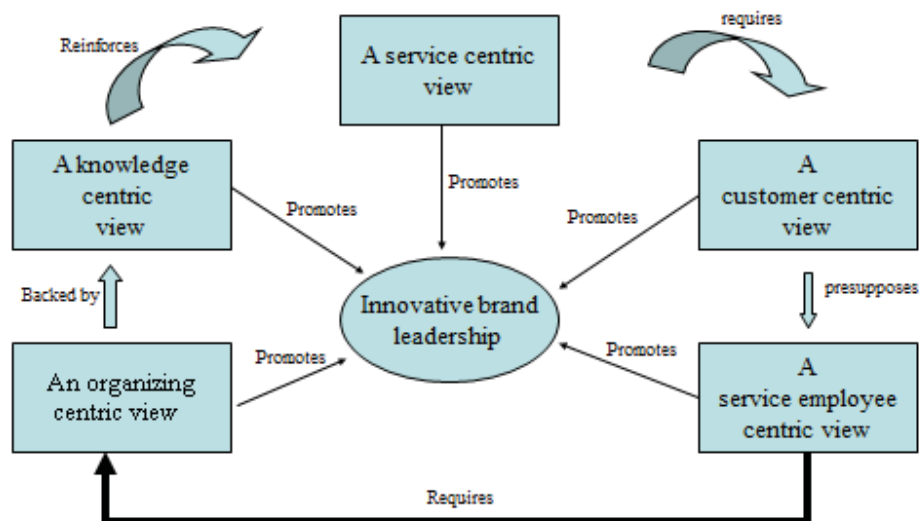 Reinforces
requires
A service centric
view
A knowledge
centric
view
Promotes
Promotes
Promotes
A
customer centric
view
Backed by
Innovative brand
leadership
presupposes
An organizing
centric view
Promotes
Promotes
A
service employee
centric view
Requires